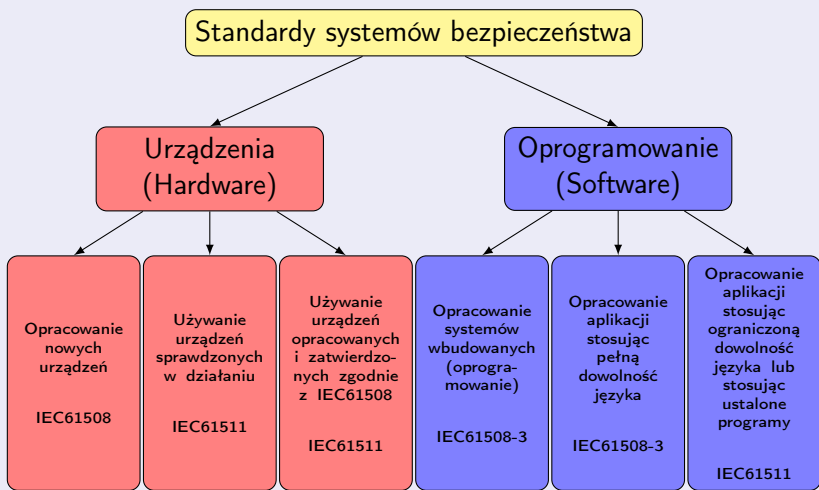 Standardy systemów bezpieczeństwa
Urządzenia
(Hardware)
Oprogramowanie
(Software)
Opracowanie
nowych
urządzeń
IEC61508
Używanie
urządzeń
sprawdzonych
w działaniu
IEC61511
Używanie
urządzeń
opracowanych
i zatwierdzo-
nych zgodnie
z IEC61508
IEC61511
Opracowanie
systemów
wbudowanych
(oprogra-
mowanie)
IEC61508-3
Opracowanie
aplikacji
stosując
pełną
dowolność
języka
IEC61508-3
Opracowanie
aplikacji
stosując
ograniczoną
dowolność
języka lub
stosując
ustalone
programy
IEC61511